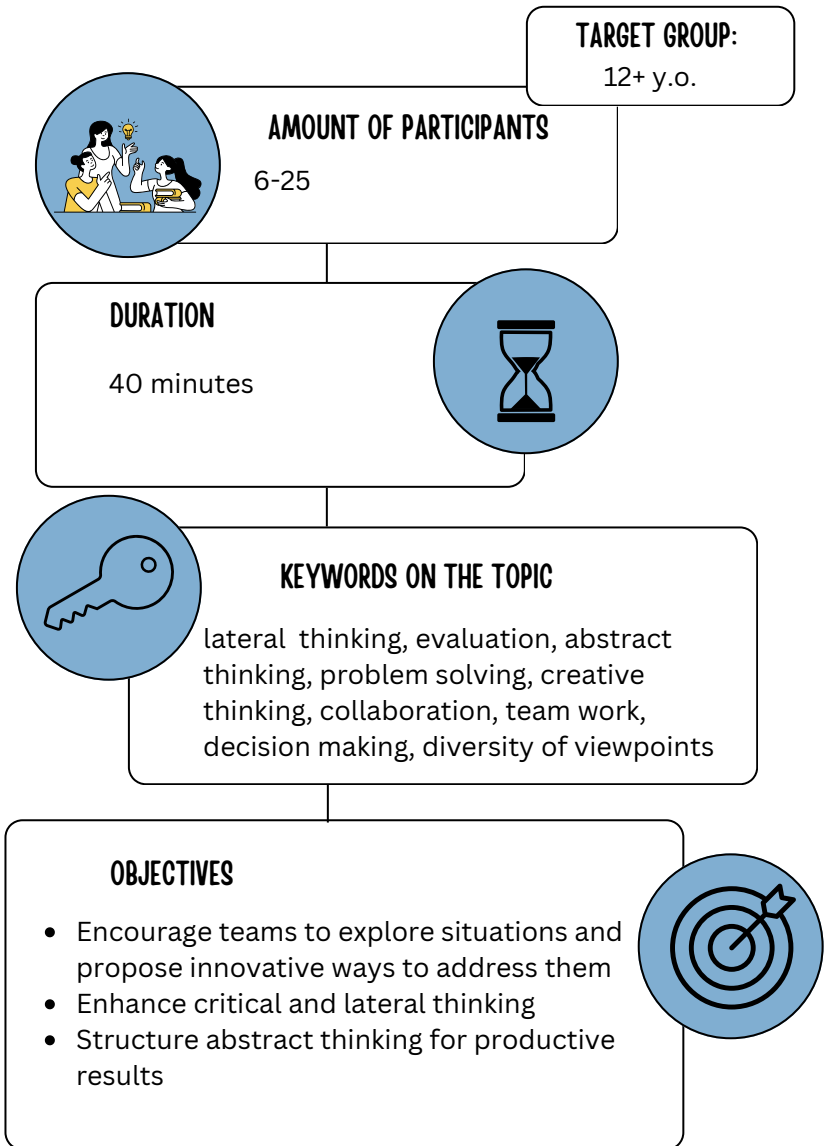 TARGET GROUP:
12+ y.o.
AMOUNT OF PARTICIPANTS
6-25
DURATION
40 minutes
KEYWORDS ON THE TOPIC
lateral  thinking, evaluation, abstract
thinking, problem solving, creative
thinking, collaboration, team work,
decision making, diversity of viewpoints
OBJECTIVES
• Encourage teams to explore situations and
propose innovative ways to address them
• Enhance critical and lateral thinking
• Structure abstract thinking for productive
results